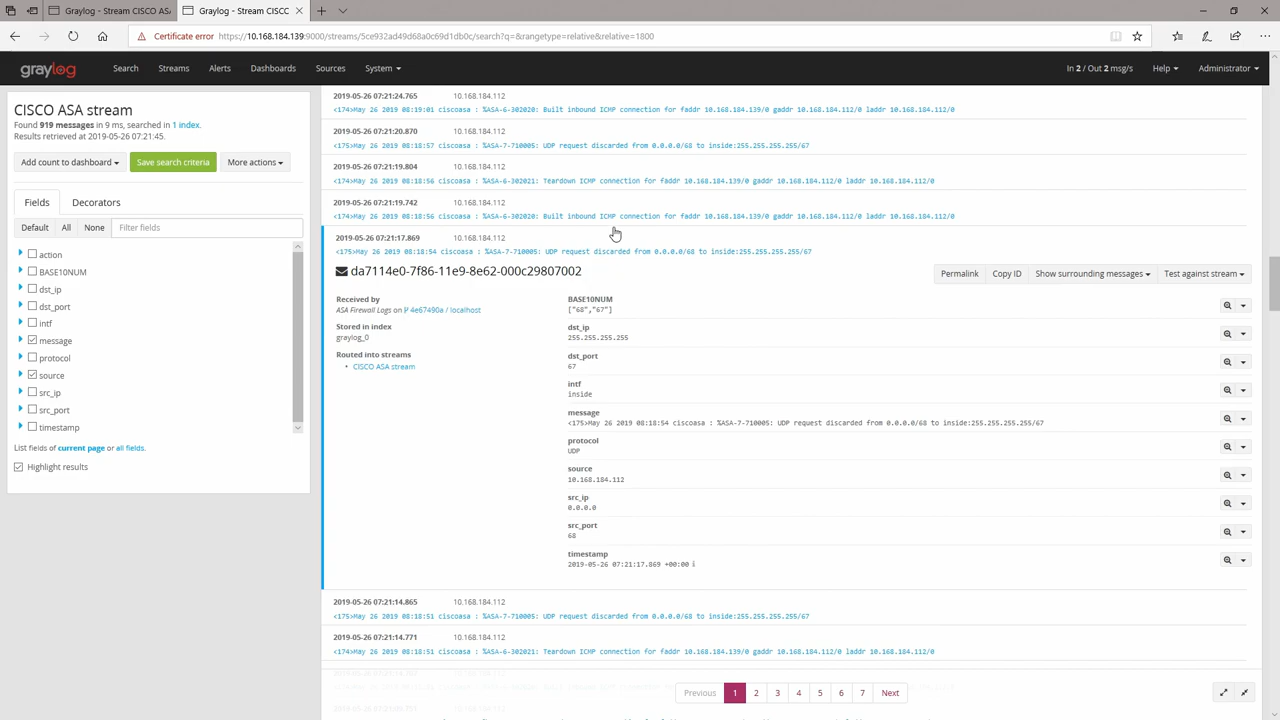 Graylog - Stream CISCO ASA
Graylog - Stream CISCO
Certificate error https://10.168.184.139:9000/streams/5ce932ad49d68a0c69d1db0c/search?q=&rangetype=relative&relative=1800
graylog Search Streams Alerts Dashboards Sources System In 2 / Out 2 msg/s Help Administrator
CISCO ASA stream
Found 919 messages in 9 ms, searched in 1 index.
Results retrieved at 2019-05-26 07:21:45.
Add count to dashboard Save search criteria More actions
Fields Decorators
Default All None Filter fields
action
BASE10NUM
dst_ip
dst_port
intf
message
protocol
source
src_ip
src_port
timestamp
List fields of current page or all fields.
Highlight results
2019-05-26 07:21:24.765 10.168.184.112
<174>May 26 2019 08:19:01 ciscoasa : %ASA-6-302020: Built inbound ICMP connection for faddr 10.168.184.139/0 gaddr 10.168.184.112/0 laddr 10.168.184.112/0
2019-05-26 07:21:20.870 10.168.184.112
<175>May 26 2019 08:18:57 ciscoasa : %ASA-7-710005: UDP request discarded from 0.0.0.0/68 to inside:255.255.255.255/67
2019-05-26 07:21:19.804 10.168.184.112
<174>May 26 2019 08:18:56 ciscoasa : %ASA-6-302021: Teardown ICMP connection for faddr 10.168.184.139/0 gaddr 10.168.184.112/0 laddr 10.168.184.112/0
2019-05-26 07:21:19.742 10.168.184.112
<174>May 26 2019 08:18:56 ciscoasa : %ASA-6-302020: Built inbound ICMP connection for faddr 10.168.184.139/0 gaddr 10.168.184.112/0 laddr 10.168.184.112/0
2019-05-26 07:21:17.869 10.168.184.112
<175>May 26 2019 08:18:54 ciscoasa : %ASA-7-710005: UDP request discarded from 0.0.0.0/68 to inside:255.255.255.255/67
da7114e0-7f86-11e9-8e62-000c29807002
Permalink Copy ID Show surrounding messages Test against stream
Received by
ASA Firewall Logs on 4e67490a / localhost
Stored in index
graylog_0
Routed into streams
• CISCO ASA stream
BASE10NUM
["68","67"]
dst_ip
255.255.255.255
dst_port
67
intf
inside
message
<175>May 26 2019 08:18:54 ciscoasa : %ASA-7-710005: UDP request discarded from 0.0.0.0/68 to inside:255.255.255.255/67
protocol
UDP
source
10.168.184.112
src_ip
0.0.0.0
src_port
68
timestamp
2019-05-26 07:21:17.869 +00:00
2019-05-26 07:21:14.865 10.168.184.112
<175>May 26 2019 08:18:51 ciscoasa : %ASA-7-710005: UDP request discarded from 0.0.0.0/68 to inside:255.255.255.255/67
2019-05-26 07:21:14.771 10.168.184.112
<174>May 26 2019 08:18:51 ciscoasa : %ASA-6-302021: Teardown ICMP connection for faddr 10.168.184.139/0 gaddr 10.168.184.112/0 laddr 10.168.184.112/0
Previous 1 2 3 4 5 6 7 Next